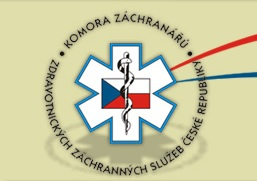 KOMORA ZÁCHRANÁŘŮ
ZDRAVOTNICKÝCH ZÁCHRANNÝCH SLUŽEB ČESKÉ REPUBLIKY